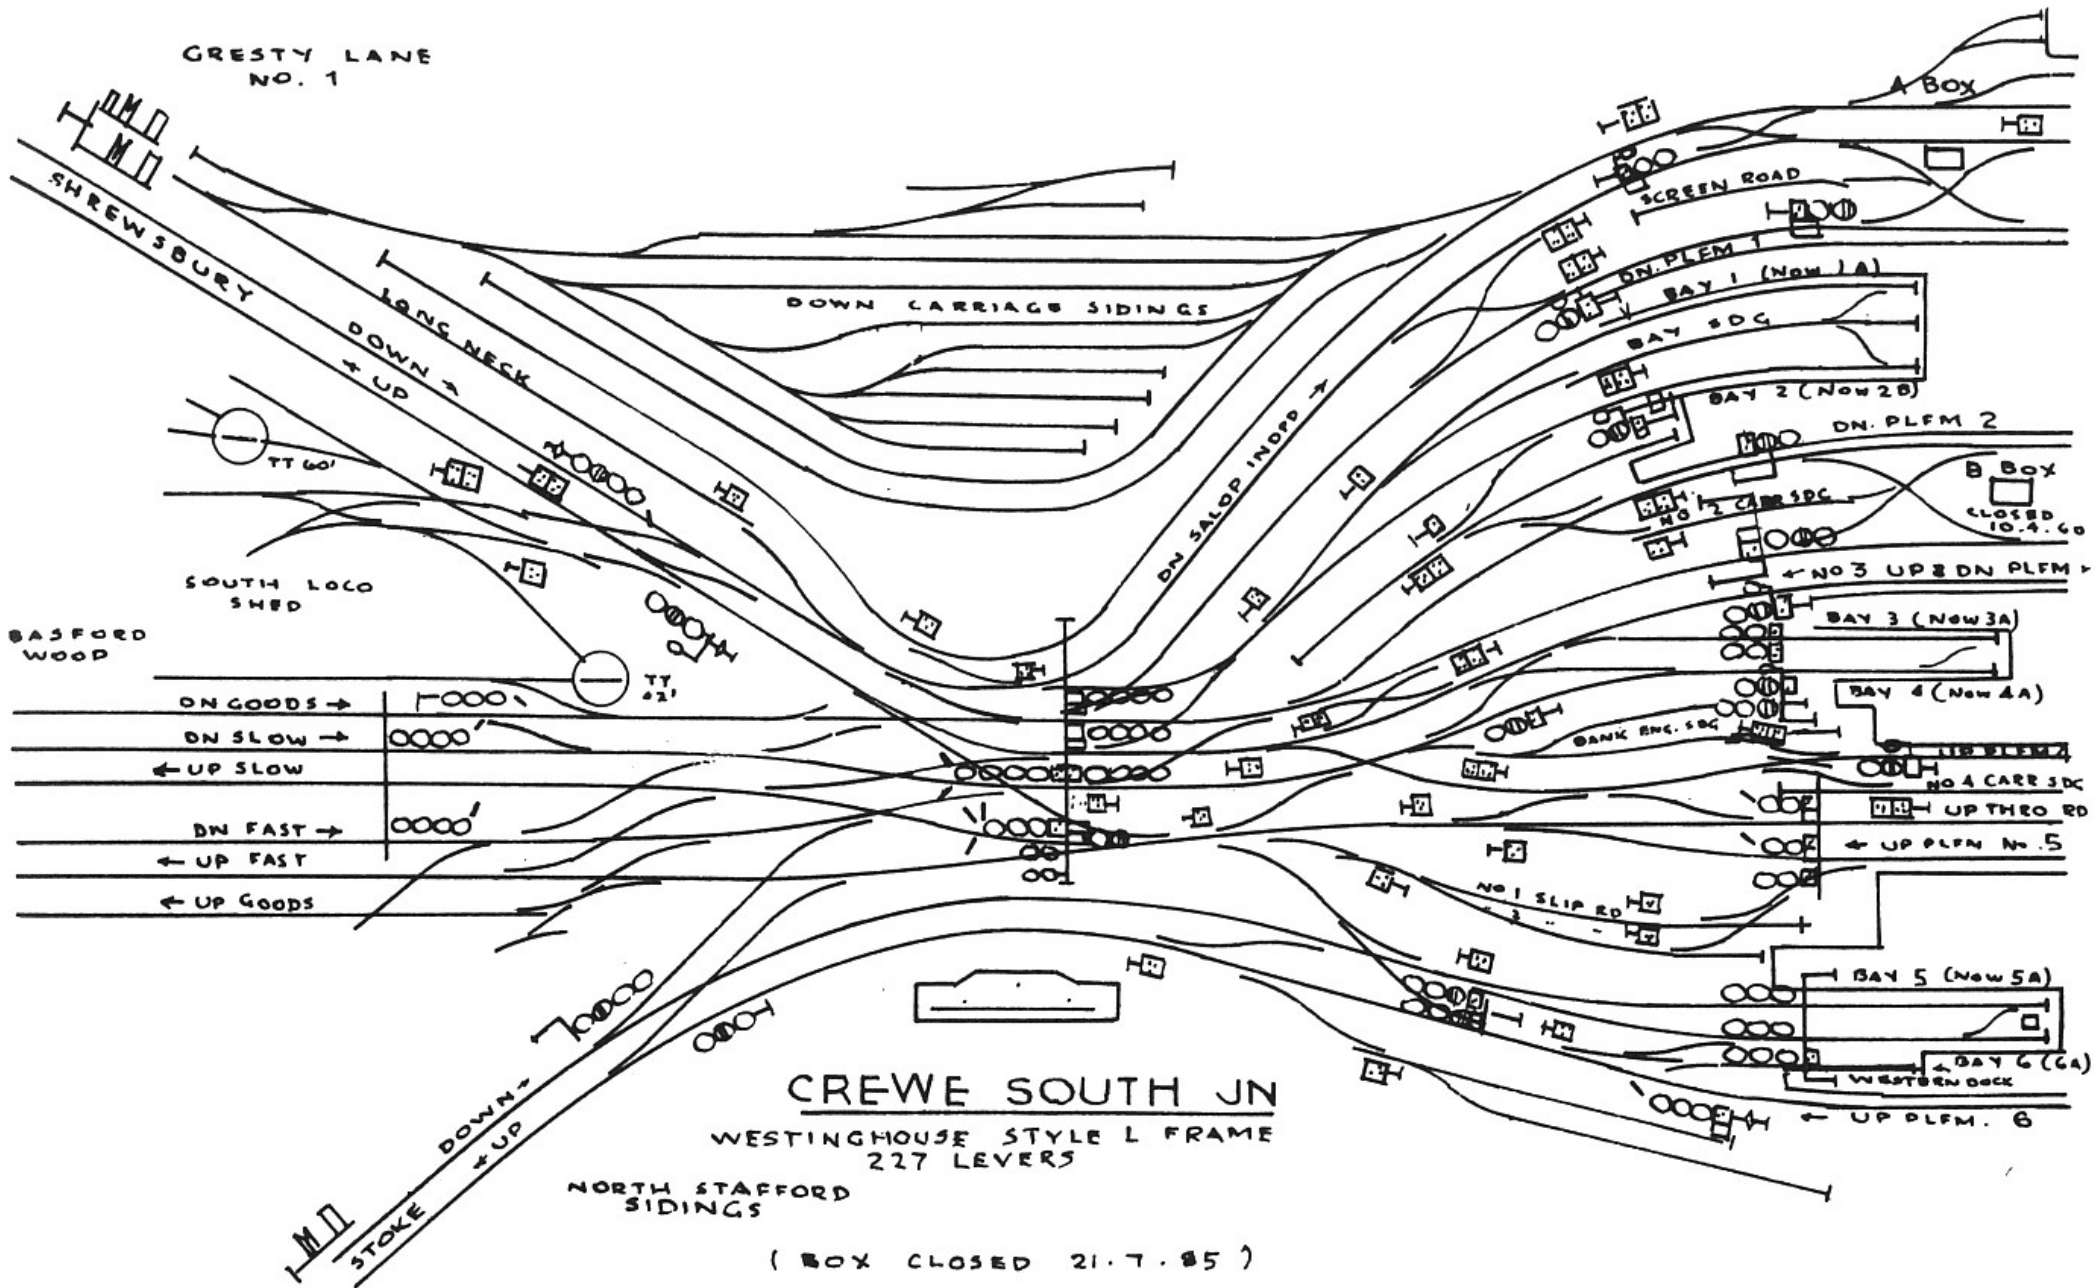 GRESTY LANE
NO. 1
A BOX
SCREEN ROAD
SHREWSBURY
LONG NECK
DOWN
UP
DOWN CARRIAGE SIDINGS
DN. PLFM 1
BAY 1 (NOW 1A)
BAY SDG
BAY 2 (NOW 2B)
DN. PLFM 2
DN SALOP INDPD
TT 60'
B BOX
CLOSED
10.4.60
NO 2 CARR SDG
SOUTH LOCO
SHED
NO 3 UP & DN PLFM
BASFORD
WOOD
BAY 3 (NOW 3A)
TT
42'
BAY 4 (NOW 4A)
DN GOODS →
DN SLOW →
← UP SLOW
BANK ENG. SDG
UP PLFM 4
NO 4 CARR SDG
UP THRO RD
DN FAST →
← UP FAST
← UP PLFM NO. 5
← UP GOODS
NO 1 SLIP RD
" 2 " "
BAY 5 (NOW 5A)
BAY 6 (6A)
WESTERN DOCK
← UP PLFM. 6
CREWE SOUTH JN
WESTINGHOUSE STYLE L FRAME
227 LEVERS
DOWN →
← UP
STOKE
NORTH STAFFORD
SIDINGS
(BOX CLOSED 21.7.85)